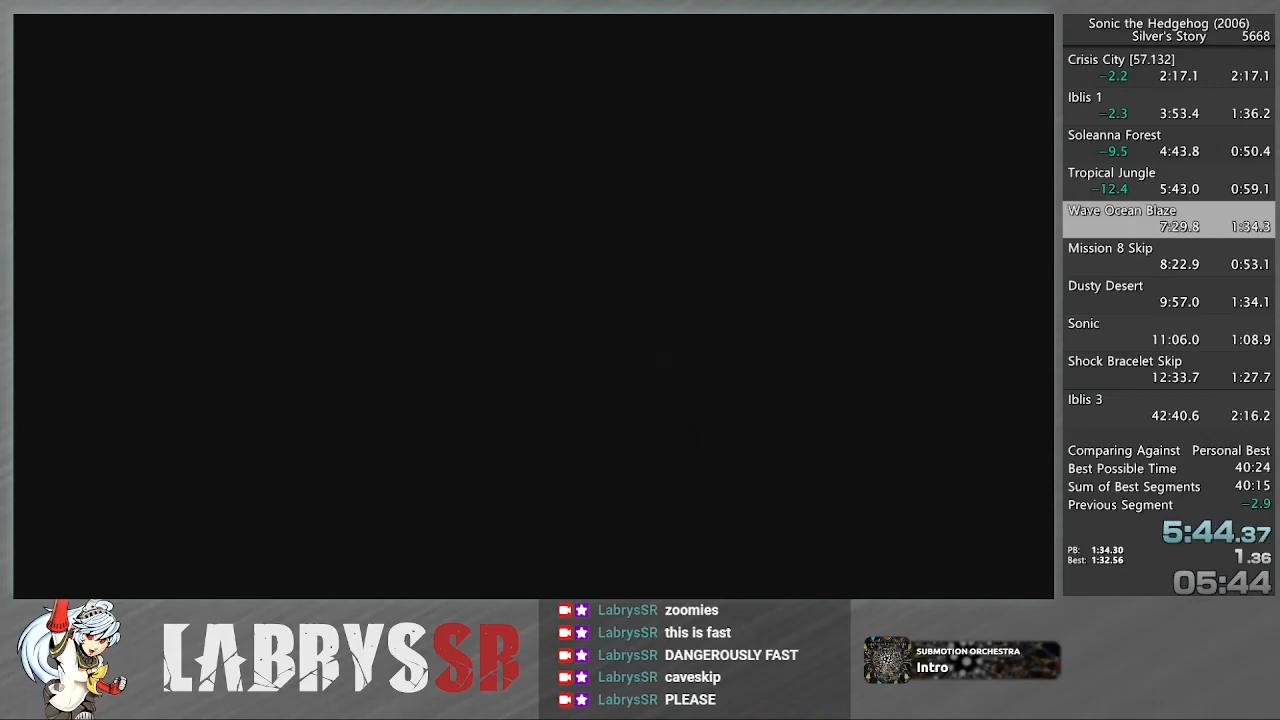 Sonic the Hedgehog (2006)
Silver's Story 5668
Crisis City [57.132]
−2.2 2:17.1 2:17.1
Iblis 1
−2.3 3:53.4 1:36.2
Soleanna Forest
−9.5 4:43.8 0:50.4
Tropical Jungle
−12.4 5:43.0 0:59.1
Wave Ocean Blaze
7:29.8 1:34.3
Mission 8 Skip
8:22.9 0:53.1
Dusty Desert
9:57.0 1:34.1
Sonic
11:06.0 1:08.9
Shock Bracelet Skip
12:33.7 1:27.7
Iblis 3
42:40.6 2:16.2
Comparing Against Personal Best
Best Possible Time 40:24
Sum of Best Segments 40:15
Previous Segment −2.9
5:44.37
PB: 1:34.30
Best: 1:32.56
1.36
05:44
LABRYSSR
LabrysSR zoomies
LabrysSR this is fast
LabrysSR DANGEROUSLY FAST
LabrysSR caveskip
LabrysSR PLEASE
SUBMOTION ORCHESTRA
Intro